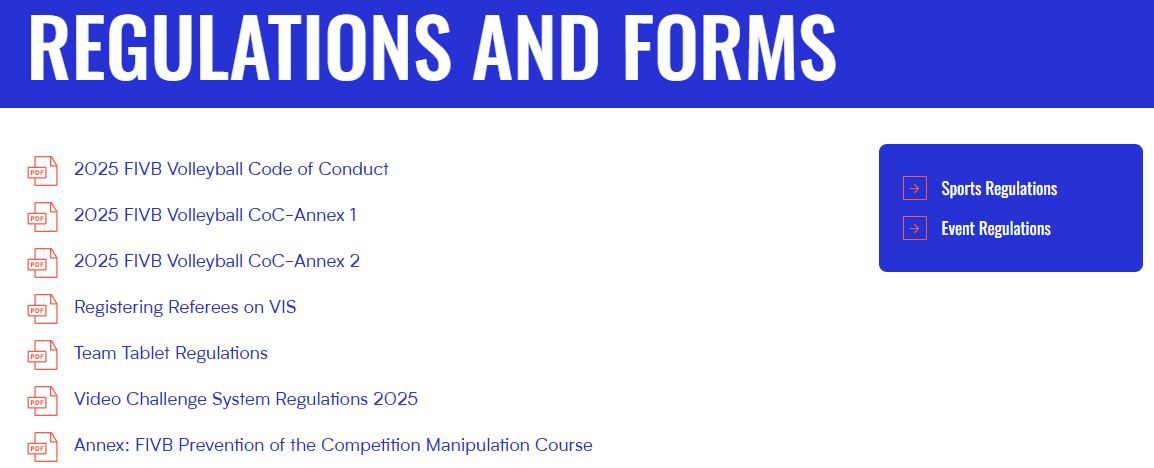 REGULATIONS AND FORMS
PDF 2025 FIVB Volleyball Code of Conduct
PDF 2025 FIVB Volleyball CoC-Annex 1
PDF 2025 FIVB Volleyball CoC-Annex 2
PDF Registering Referees on VIS
PDF Team Tablet Regulations
PDF Video Challenge System Regulations 2025
PDF Annex: FIVB Prevention of the Competition Manipulation Course
Sports Regulations
Event Regulations